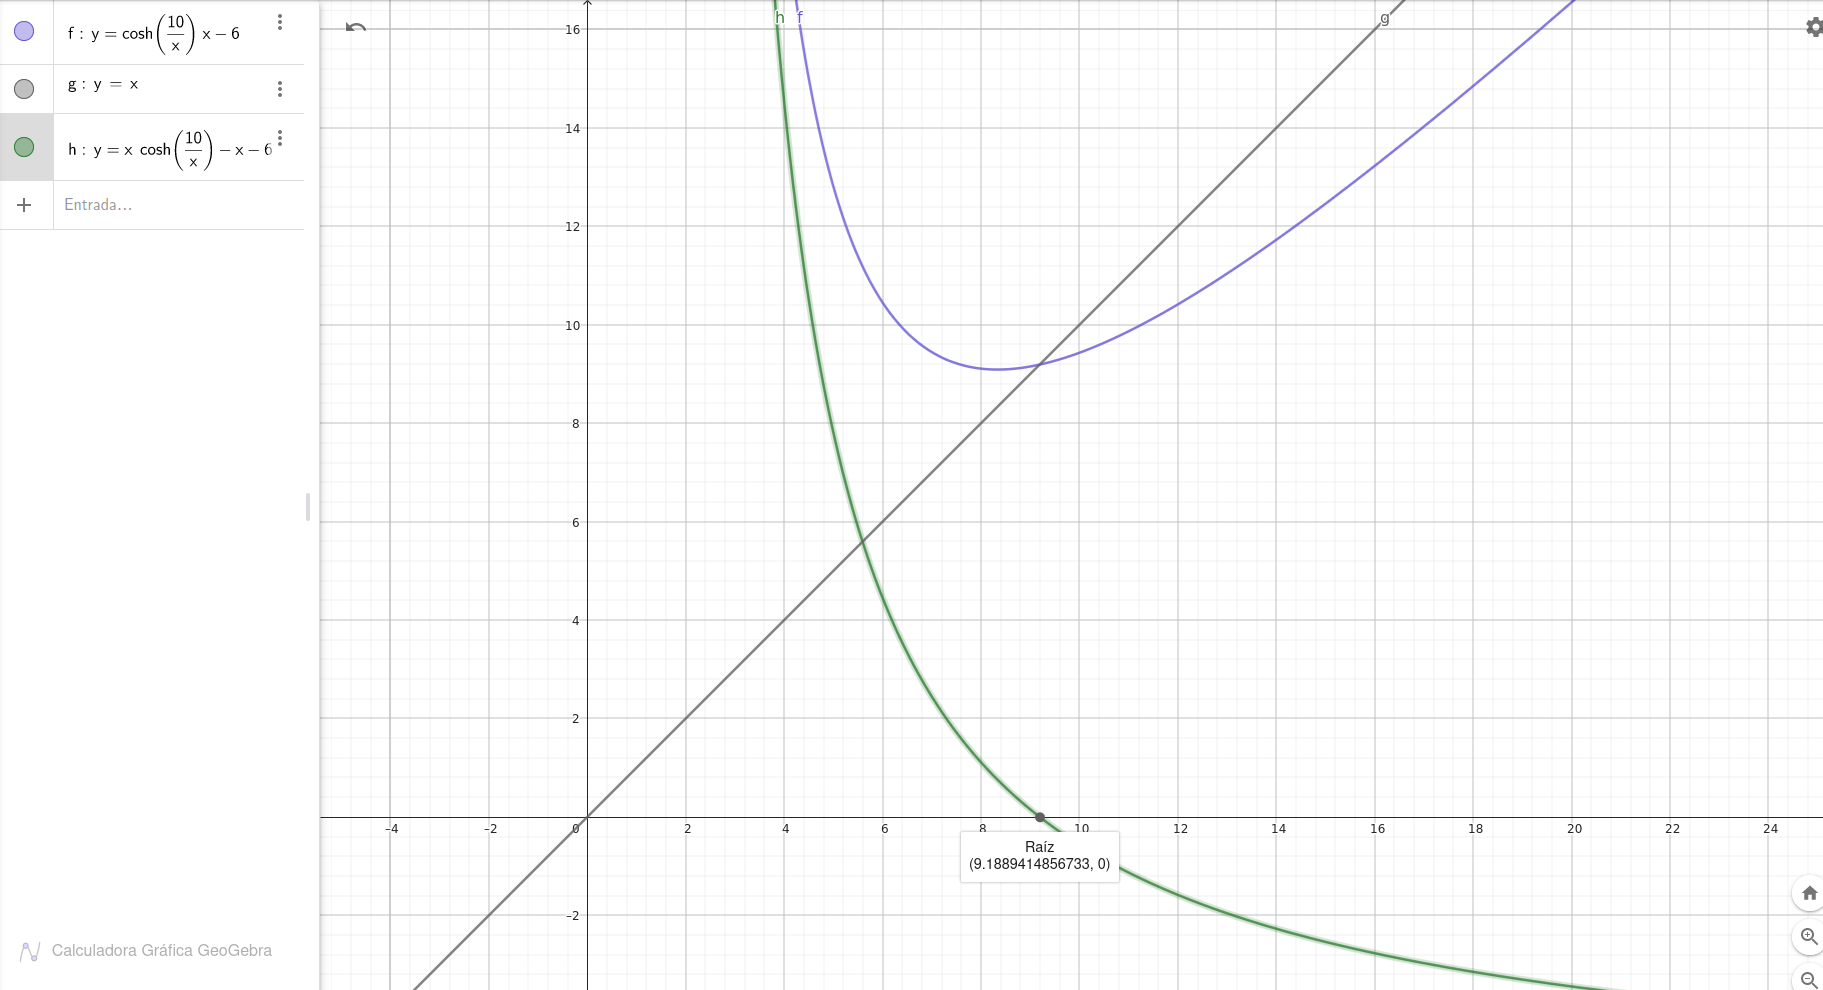 f : y = cosh(10/x) x − 6
g : y = x
h : y = x cosh(10/x) − x − 6
Entrada…
Calculadora Gráfica GeoGebra
h f g
16
14
12
10
8
6
4
2
0
–2
–4 –2 2 4 6 8 10 12 14 16 18 20 22 24
Raíz
(9.1889414856733, 0)